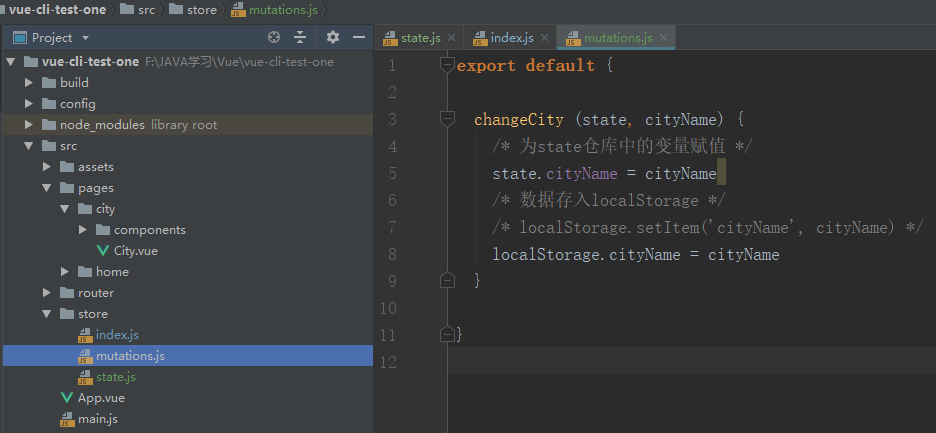 vue-cli-test-one src store mutations.js
Project
state.js index.js mutations.js
vue-cli-test-one F:\JAVA学习\Vue\vue-cli-test-one
build
config
node_modules library root
src
assets
pages
city
components
City.vue
home
router
store
index.js
mutations.js
state.js
App.vue
main.js
1 export default {
2
3 changeCity (state, cityName) {
4 /* 为state仓库中的变量赋值 */
5 state.cityName = cityName
6 /* 数据存入localStorage */
7 /* localStorage.setItem('cityName', cityName) */
8 localStorage.cityName = cityName
9 }
10
11 }
12